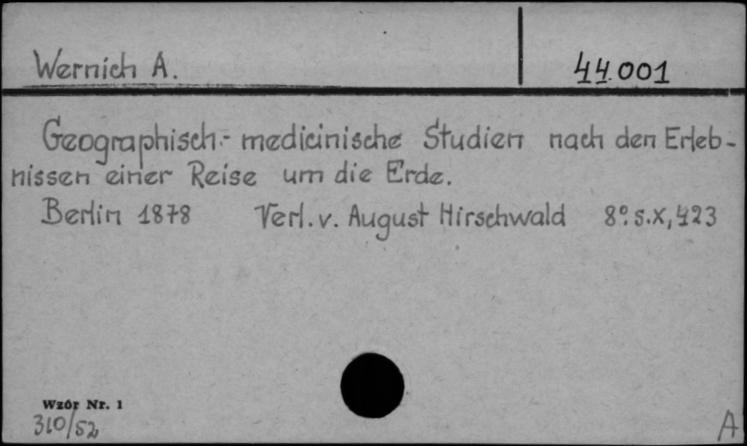 Wernich A.
44.001
Geographisch:- medicinische Studien nach den Erleb-
nissen einer Reise um die Erde.
Berlin 1878 Verl. v. August Hirschwald 8º. s. X, 423
Wzór Nr. 1
310/52
A